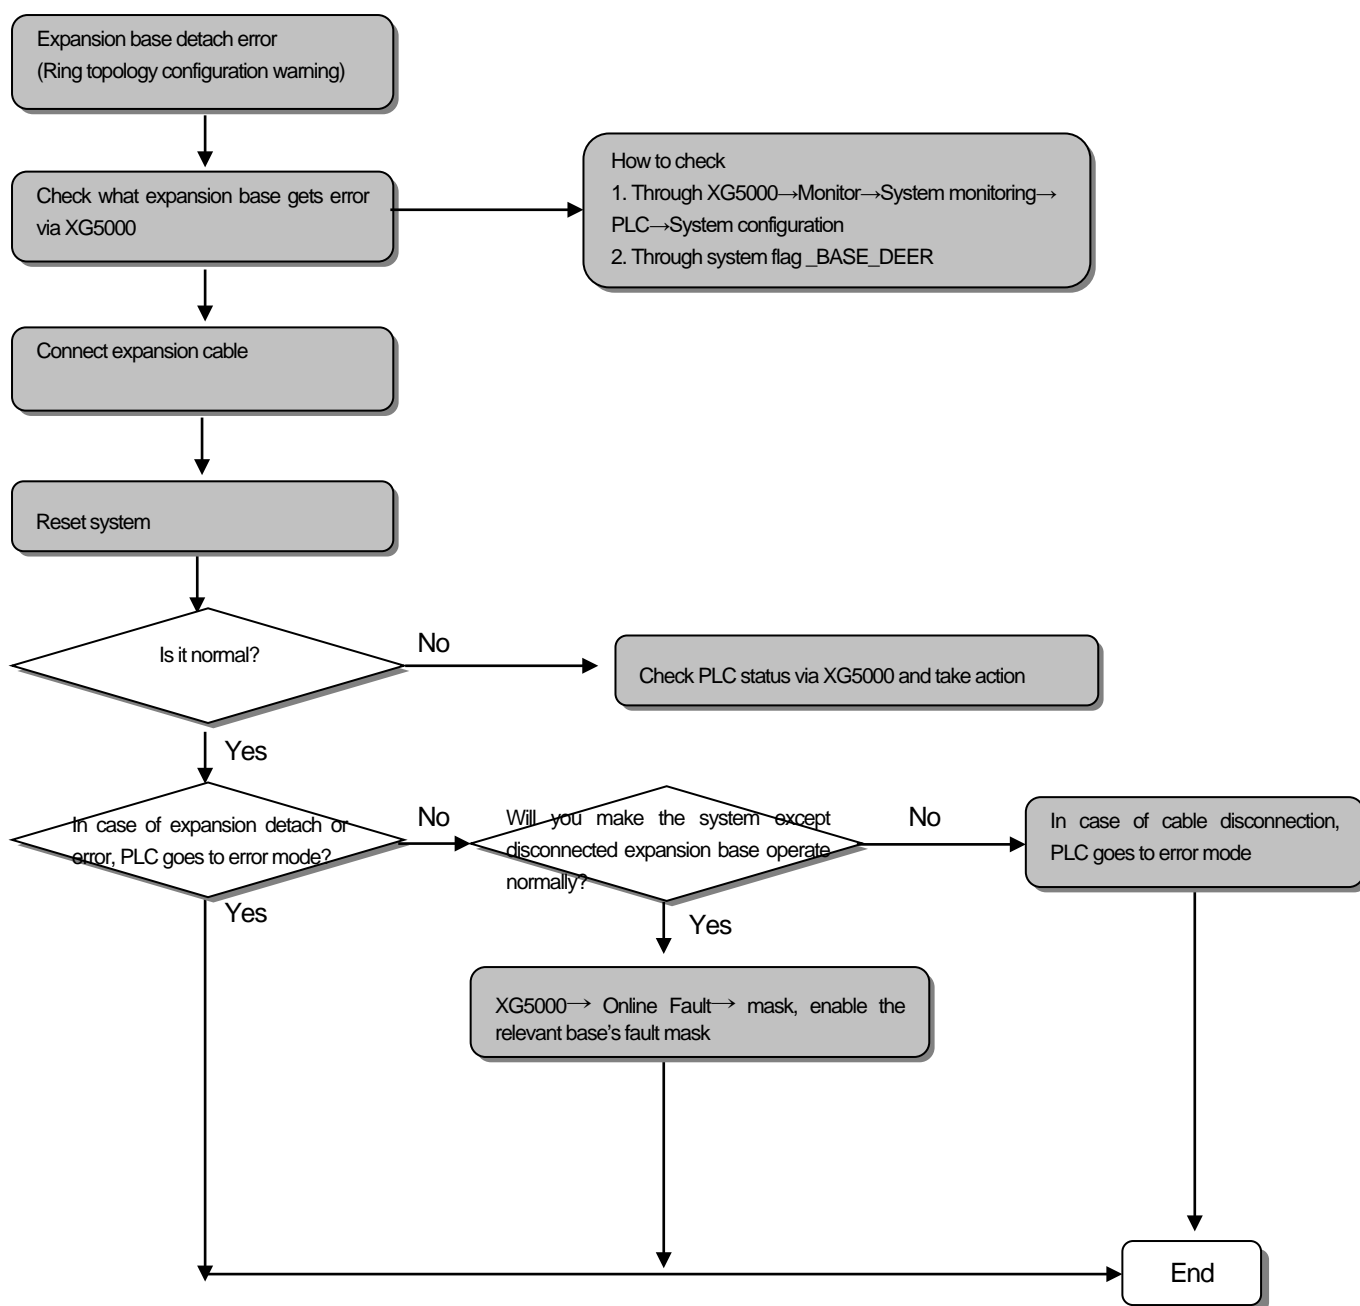 Expansion base detach error
(Ring topology configuration warning)
Check what expansion base gets error
via XG5000
How to check
1. Through XG5000→Monitor→System monitoring→
PLC→System configuration
2. Through system flag _BASE_DEER
Connect expansion cable
Reset system
Is it normal?
No
Check PLC status via XG5000 and take action
Yes
In case of expansion detach or
error, PLC goes to error mode?
No
Will you make the system except
disconnected expansion base operate
normally?
No
In case of cable disconnection,
PLC goes to error mode
Yes
Yes
XG5000→ Online Fault→ mask, enable the
relevant base’s fault mask
End